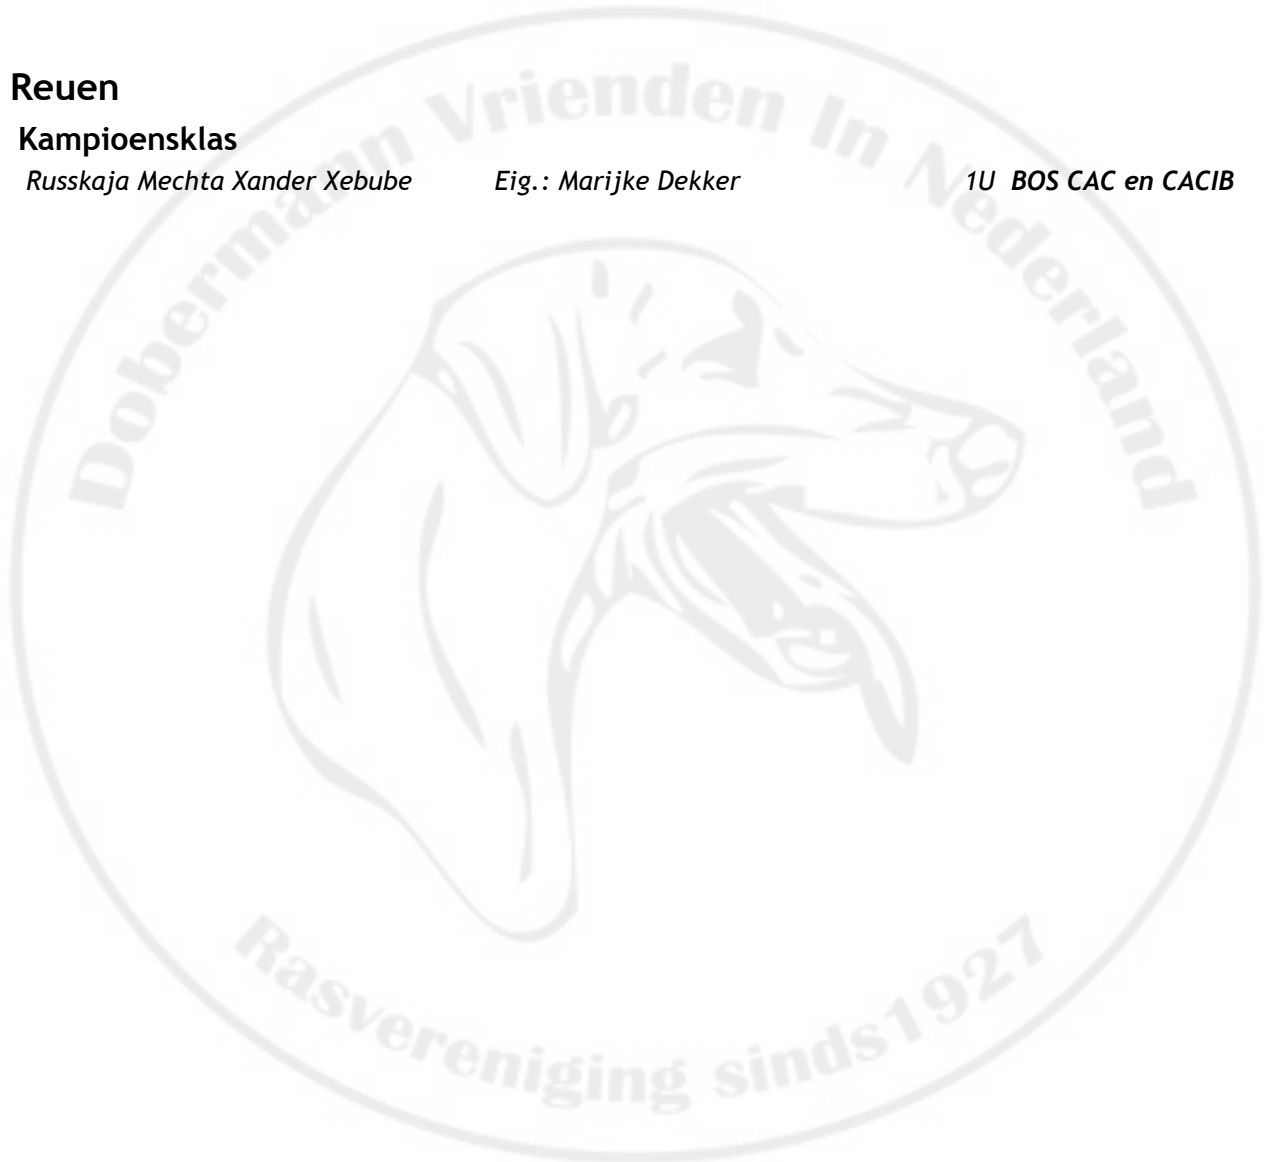 Reuen
Kampioensklas
Russkaja Mechta Xander Xebube Eig.: Marijke Dekker 1U BOS CAC en CACIB
Dobermann Vrienden In Nederland
Rasvereniging sinds1927